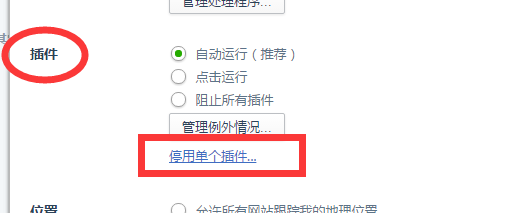 管理处理程序...
插件
自动运行 ( 推荐 )
点击运行
阻止所有插件
管理例外情况...
停用单个插件...
位置
允许所有网站跟踪我的地理位置